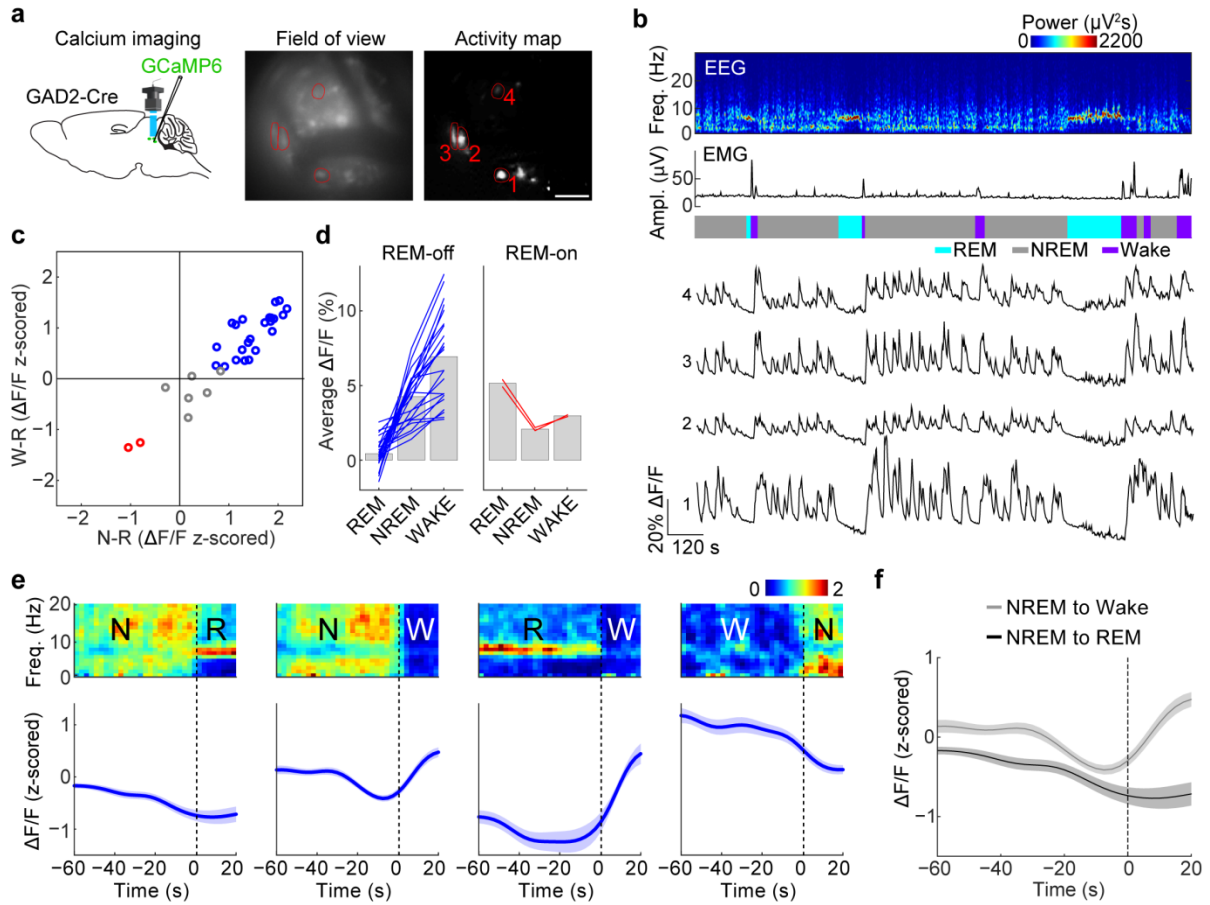 a
Calcium imaging
GCaMP6
GAD2-Cre
Field of view
Activity map
4
3
2
1
b
Power (µV²s)
0
2200
EEG
Freq. (Hz)
20
10
0
EMG
Ampl. (µV)
50
0
REM
NREM
Wake
4
3
2
1
20% ΔF/F
120 s
c
W-R (ΔF/F z-scored)
2
1
0
−1
−2
−2
−1
0
1
2
N-R (ΔF/F z-scored)
d
REM-off
REM-on
Average ΔF/F (%)
10
5
0
REM
NREM
WAKE
REM
NREM
WAKE
e
0
2
Freq. (Hz)
20
10
0
N
R
N
W
R
W
W
N
ΔF/F (z-scored)
1
0
−1
−60
−40
−20
0
20
−60
−40
−20
0
20
−60
−40
−20
0
20
−60
−40
−20
0
20
Time (s)
Time (s)
Time (s)
Time (s)
f
NREM to Wake
NREM to REM
ΔF/F (z-scored)
1
0
−1
−60
−40
−20
0
20
Time (s)